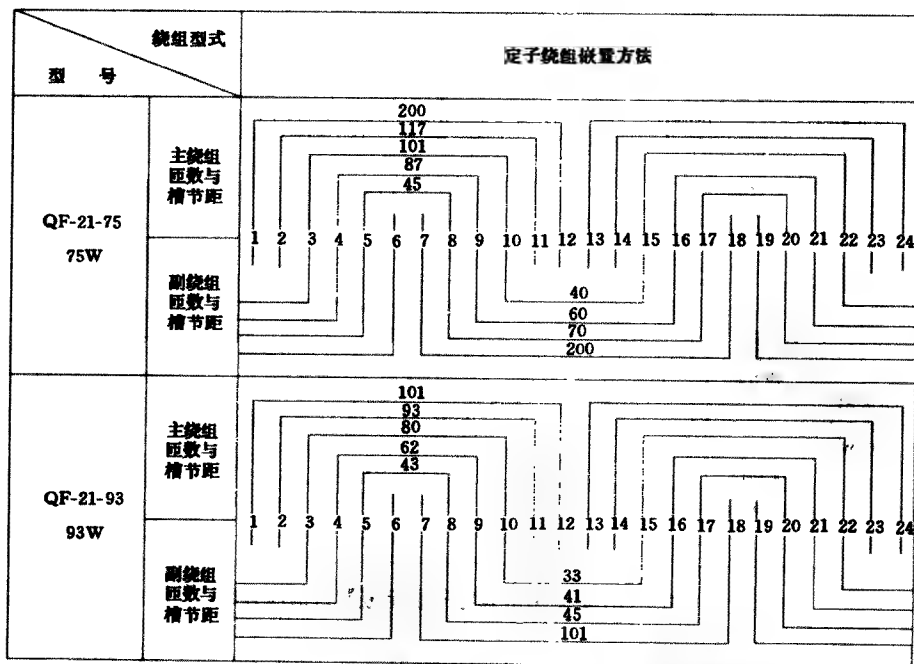 绕组型式
型 号
定子绕组嵌置方法
QF-21-75
75W
主绕组
匝数与
槽节距
副绕组
匝数与
槽节距
200
117
101
87
45
1 2 3 4 5 6 7 8 9 10 11 12 13 14 15 16 17 18 19 20 21 22 23 24
40
60
70
200
QF-21-93
93W
主绕组
匝数与
槽节距
副绕组
匝数与
槽节距
101
93
80
62
43
1 2 3 4 5 6 7 8 9 10 11 12 13 14 15 16 17 18 19 20 21 22 23 24
33
41
45
101